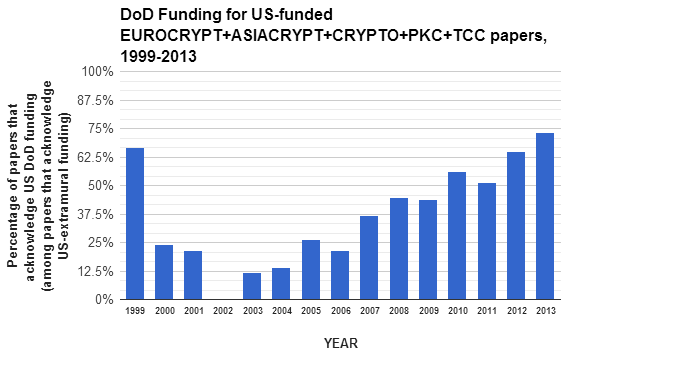 DoD Funding for US-funded
EUROCRYPT+ASIACRYPT+CRYPTO+PKC+TCC papers,
1999-2013
Percentage of papers that
acknowledge US DoD funding
(among papers that acknowledge
US-extramural funding)
100%
87.5%
75%
62.5%
50%
37.5%
25%
12.5%
0%
1999 2000 2001 2002 2003 2004 2005 2006 2007 2008 2009 2010 2011 2012 2013
YEAR